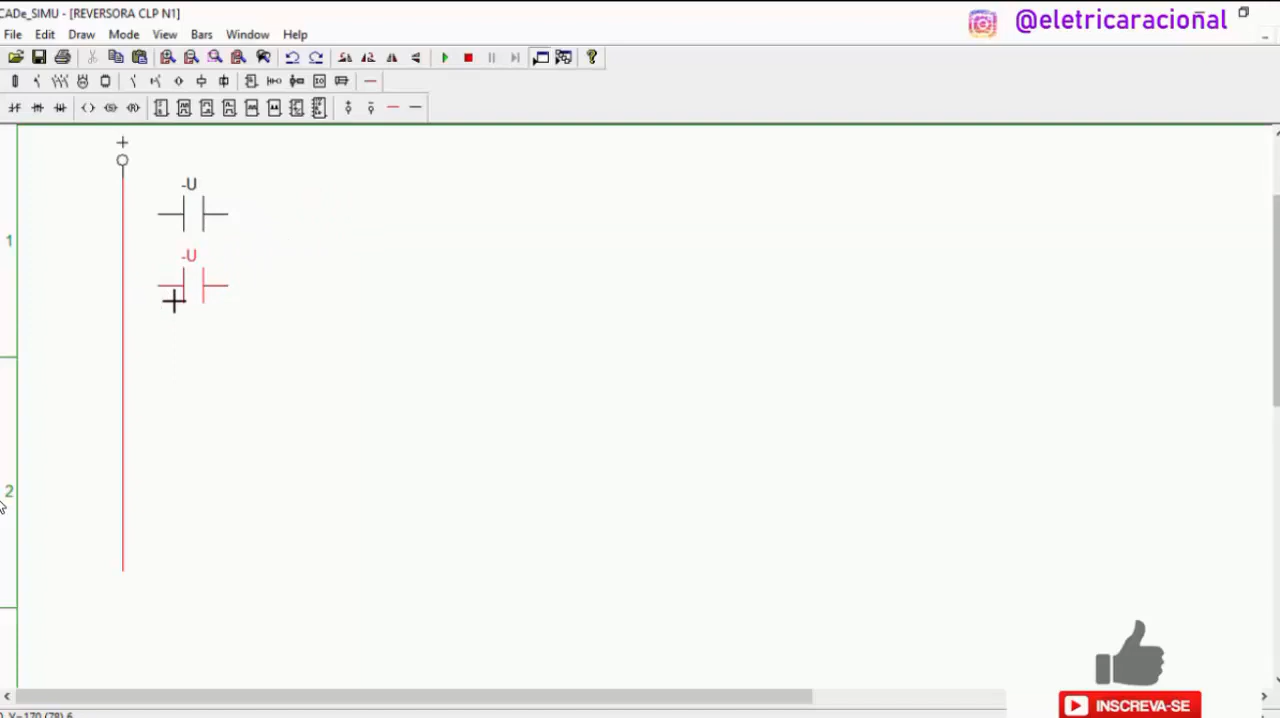 CADe_SIMU - [REVERSORA CLP N1]
@eletricaracional
File Edit Draw Mode View Bars Window Help
+
-U
1
-U
2
INSCREVA-SE